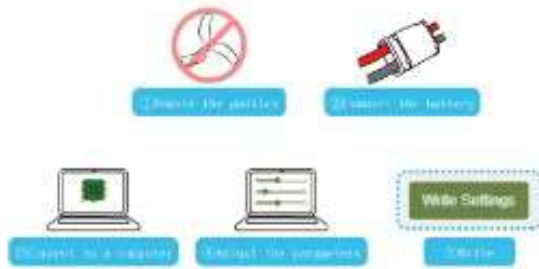 ①Remove the paddles
②Connect the battery
③Connect to a computer
④Adjust the parameters
Write Settings
⑤Write